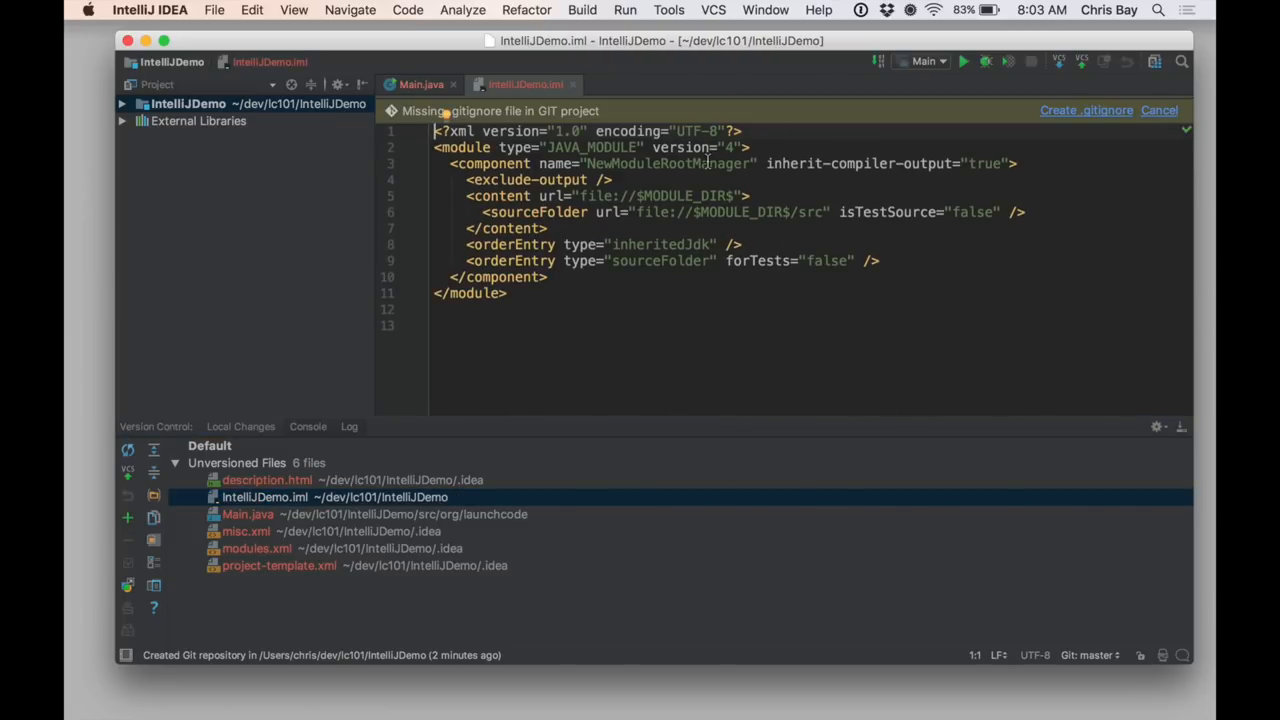 IntelliJ IDEA File Edit View Navigate Code Analyze Refactor Build Run Tools VCS Window Help 83% 8:03 AM Chris Bay
IntelliJDemo.iml - IntelliJDemo - [~/dev/lc101/IntelliJDemo]
IntelliJDemo IntelliJDemo.iml Main VCS VCS
Project Main.java IntelliJDemo.iml
IntelliJDemo ~/dev/lc101/IntelliJDemo
External Libraries
Missing .gitignore file in GIT project Create .gitignore Cancel
1 <?xml version="1.0" encoding="UTF-8"?>
2 <module type="JAVA_MODULE" version="4">
3 <component name="NewModuleRootManager" inherit-compiler-output="true">
4 <exclude-output />
5 <content url="file://$MODULE_DIR$">
6 <sourceFolder url="file://$MODULE_DIR$/src" isTestSource="false" />
7 </content>
8 <orderEntry type="inheritedJdk" />
9 <orderEntry type="sourceFolder" forTests="false" />
10 </component>
11 </module>
12
13
Version Control: Local Changes Console Log
Default
Unversioned Files 6 files
description.html ~/dev/lc101/IntelliJDemo/.idea
VCS
IntelliJDemo.iml ~/dev/lc101/IntelliJDemo
Main.java ~/dev/lc101/IntelliJDemo/src/org/launchcode
misc.xml ~/dev/lc101/IntelliJDemo/.idea
modules.xml ~/dev/lc101/IntelliJDemo/.idea
project-template.xml ~/dev/lc101/IntelliJDemo/.idea
?
Created Git repository in /Users/chris/dev/lc101/IntelliJDemo (2 minutes ago) 1:1 LF UTF-8 Git: master